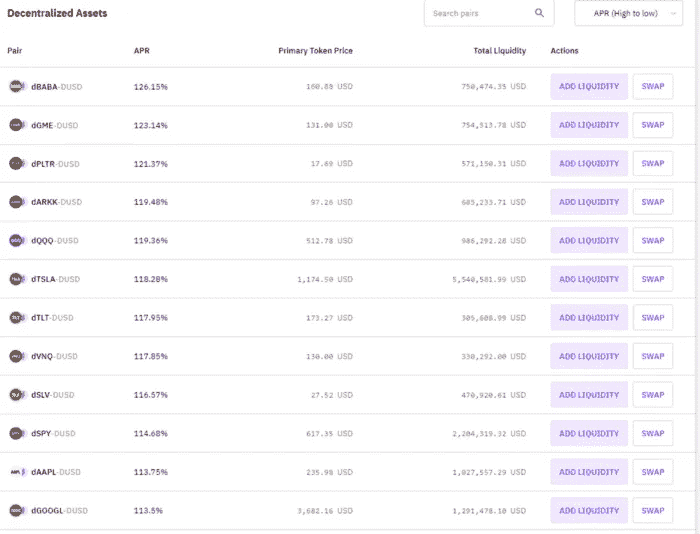 Decentralized Assets Search pairs APR (High to low)
Pair APR Primary Token Price Total Liquidity Actions
dBABA-DUSD 126.15% 160.88 USD 750,474.35 USD ADD LIQUIDITY SWAP
dGME-DUSD 123.14% 131.00 USD 754,513.78 USD ADD LIQUIDITY SWAP
dPLTR-DUSD 121.37% 17.69 USD 571,150.31 USD ADD LIQUIDITY SWAP
dARKK-DUSD 119.48% 97.26 USD 685,233.71 USD ADD LIQUIDITY SWAP
dQQQ-DUSD 119.36% 512.78 USD 986,292.28 USD ADD LIQUIDITY SWAP
dTSLA-DUSD 118.28% 1,174.50 USD 5,540,581.99 USD ADD LIQUIDITY SWAP
dTLT-DUSD 117.95% 173.27 USD 305,608.99 USD ADD LIQUIDITY SWAP
dVNQ-DUSD 117.85% 150.00 USD 330,292.00 USD ADD LIQUIDITY SWAP
dSLV-DUSD 116.57% 27.52 USD 470,920.61 USD ADD LIQUIDITY SWAP
dSPY-DUSD 114.68% 617.35 USD 2,204,319.32 USD ADD LIQUIDITY SWAP
dAAPL-DUSD 113.75% 235.98 USD 1,027,557.29 USD ADD LIQUIDITY SWAP
dGOOGL-DUSD 113.5% 3,682.16 USD 1,291,478.10 USD ADD LIQUIDITY SWAP